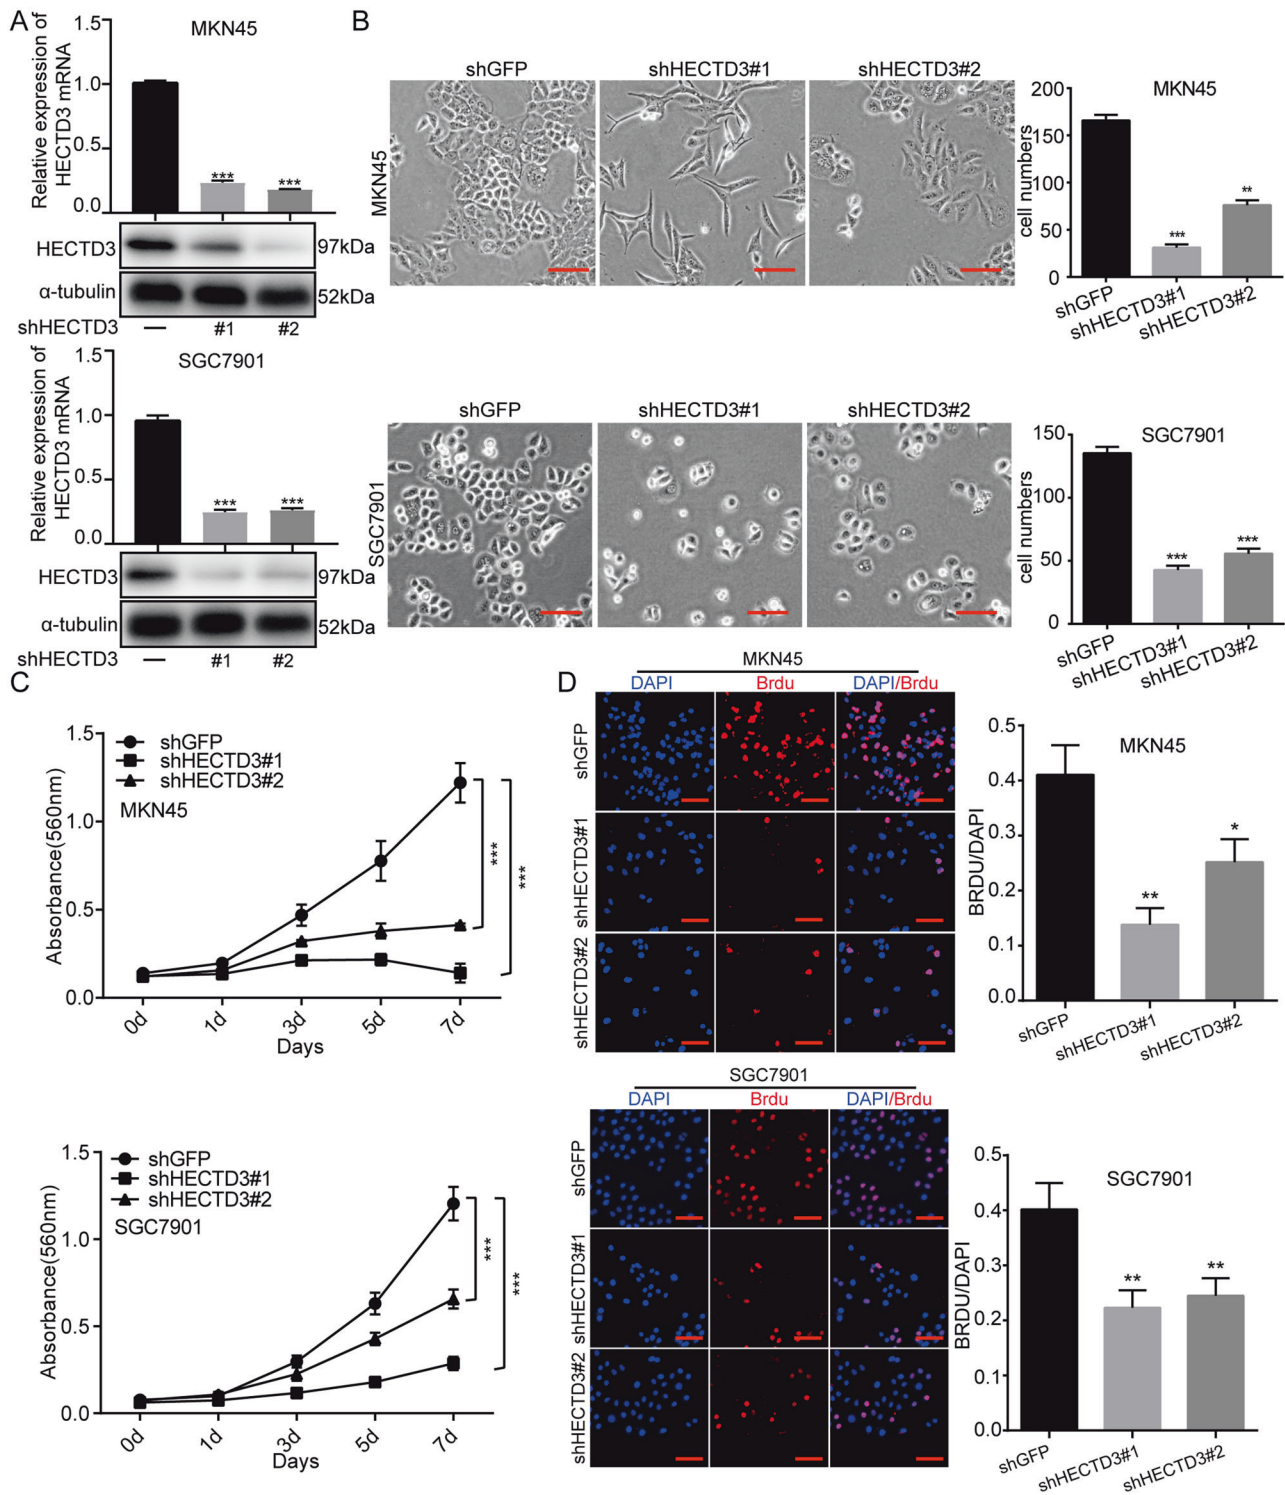 A
Relative expression of
HECTD3 mRNA
1.5
1.0
0.5
0.0
MKN45
***
***
HECTD3
97kDa
α-tubulin
52kDa
shHECTD3 — #1 #2
Relative expression of
HECTD3 mRNA
1.5
1.0
0.5
0.0
SGC7901
***
***
HECTD3
97kDa
α-tubulin
52kDa
shHECTD3 — #1 #2
B
shGFP shHECTD3#1 shHECTD3#2
MKN45
cell numbers
200
150
100
50
0
MKN45
***
**
shGFP
shHECTD3#1
shHECTD3#2
shGFP shHECTD3#1 shHECTD3#2
SGC7901
cell numbers
150
100
50
0
SGC7901
***
***
shGFP
shHECTD3#1
shHECTD3#2
C
Absorbance(560nm)
1.5
1.0
0.5
0.0
shGFP
shHECTD3#1
shHECTD3#2
MKN45
***
***
0d 1d 3d 5d 7d
Days
Absorbance(560nm)
1.5
1.0
0.5
0.0
shGFP
shHECTD3#1
shHECTD3#2
SGC7901
***
***
0d 1d 3d 5d 7d
Days
D
MKN45
DAPI Brdu DAPI/Brdu
shGFP
shHECTD3#1
shHECTD3#2
BRDU/DAPI
0.5
0.4
0.3
0.2
0.1
0.0
MKN45
**
*
shGFP
shHECTD3#1
shHECTD3#2
SGC7901
DAPI Brdu DAPI/Brdu
shGFP
shHECTD3#1
shHECTD3#2
BRDU/DAPI
0.5
0.4
0.3
0.2
0.1
0.0
SGC7901
**
**
shGFP
shHECTD3#1
shHECTD3#2